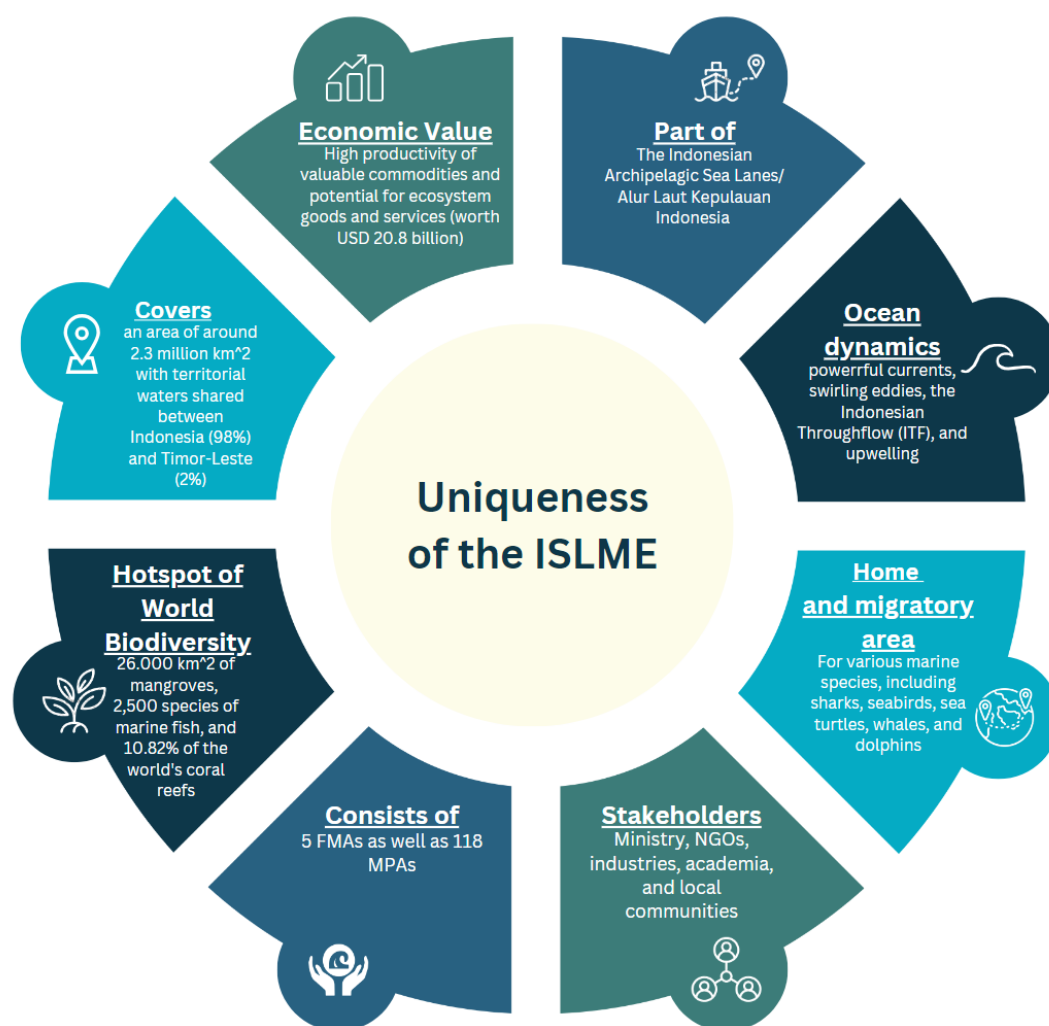 Economic Value
High productivity of
valuable commodities and
potential for ecosystem
goods and services (worth
USD 20.8 billion)
Part of
The Indonesian
Archipelagic Sea Lanes/
Alur Laut Kepulauan
Indonesia
Ocean
dynamics
powerrful currents,
swirling eddies, the
Indonesian
Throughflow (ITF), and
upwelling
Home
and migratory
area
For various marine
species, including
sharks, seabirds, sea
turtles, whales, and
dolphins
Stakeholders
Ministry, NGOs,
industries, academia,
and local
communities
Consists of
5 FMAs as well as 118
MPAs
Hotspot of
World
Biodiversity
26.000 km^2 of
mangroves,
2,500 species of
marine fish, and
10.82% of the
world's coral
reefs
Covers
an area of around
2.3 million km^2
with territorial
waters shared
between
Indonesia (98%)
and Timor-Leste
(2%)
Uniqueness
of the ISLME